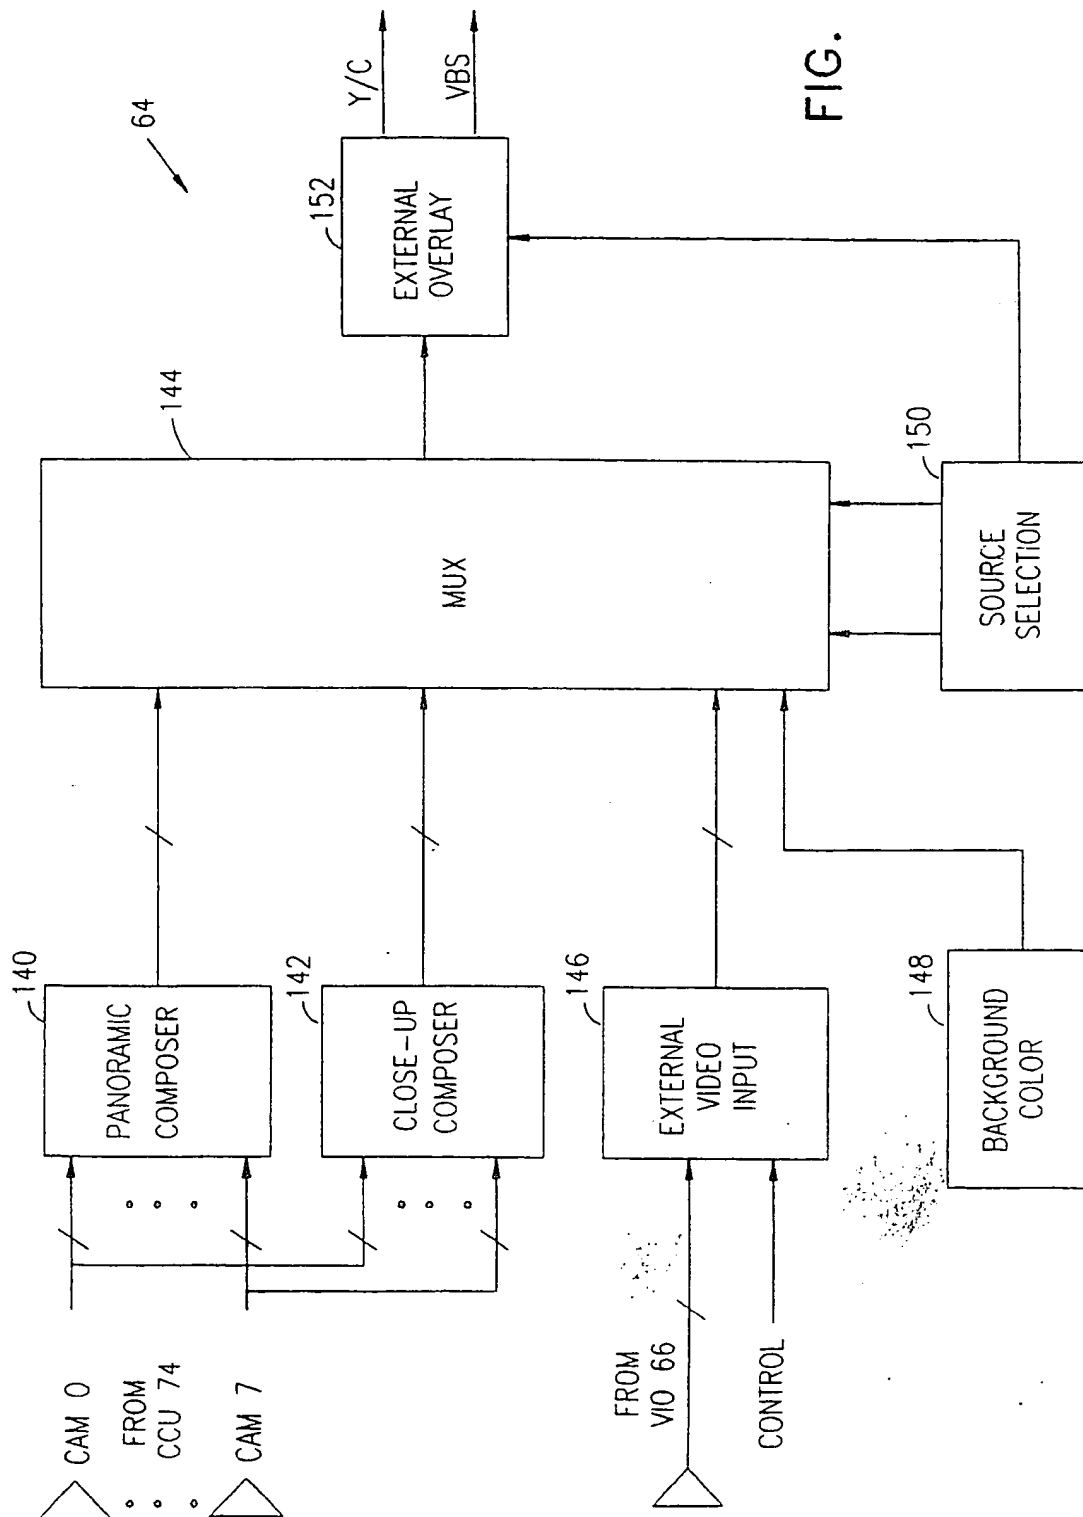 CAM 0
FROM
CCU 74
CAM 7
FROM
VIO 66
CONTROL
140
PANORAMIC
COMPOSER
142
CLOSE-UP
COMPOSER
146
EXTERNAL
VIDEO
INPUT
148
BACKGROUND
COLOR
144
MUX
150
SOURCE
SELECTION
152
EXTERNAL
OVERLAY
64
Y/C
VBS
FIG.